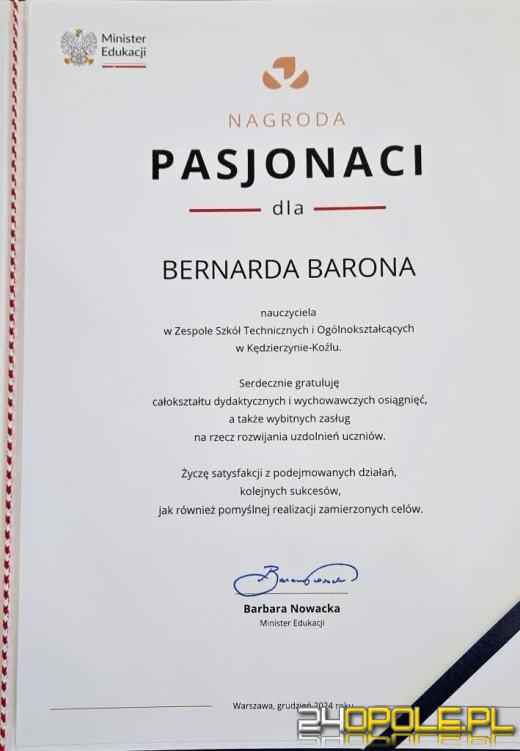 Minister
Edukacji
NAGRODA
PASJONACI
dla
BERNARDA BARONA
nauczyciela
w Zespole Szkół Technicznych i Ogólnokształcących
w Kędzierzynie-Koźlu.
Serdecznie gratuluję
całokształtu dydaktycznych i wychowawczych osiągnięć,
a także wybitnych zasług
na rzecz rozwijania uzdolnień uczniów.
Życzę satysfakcji z podejmowanych działań,
kolejnych sukcesów,
jak również pomyślnej realizacji zamierzonych celów.
Barbara Nowacka
Minister Edukacji
Warszawa, grudzień 2024 roku
24OPOLE.PL